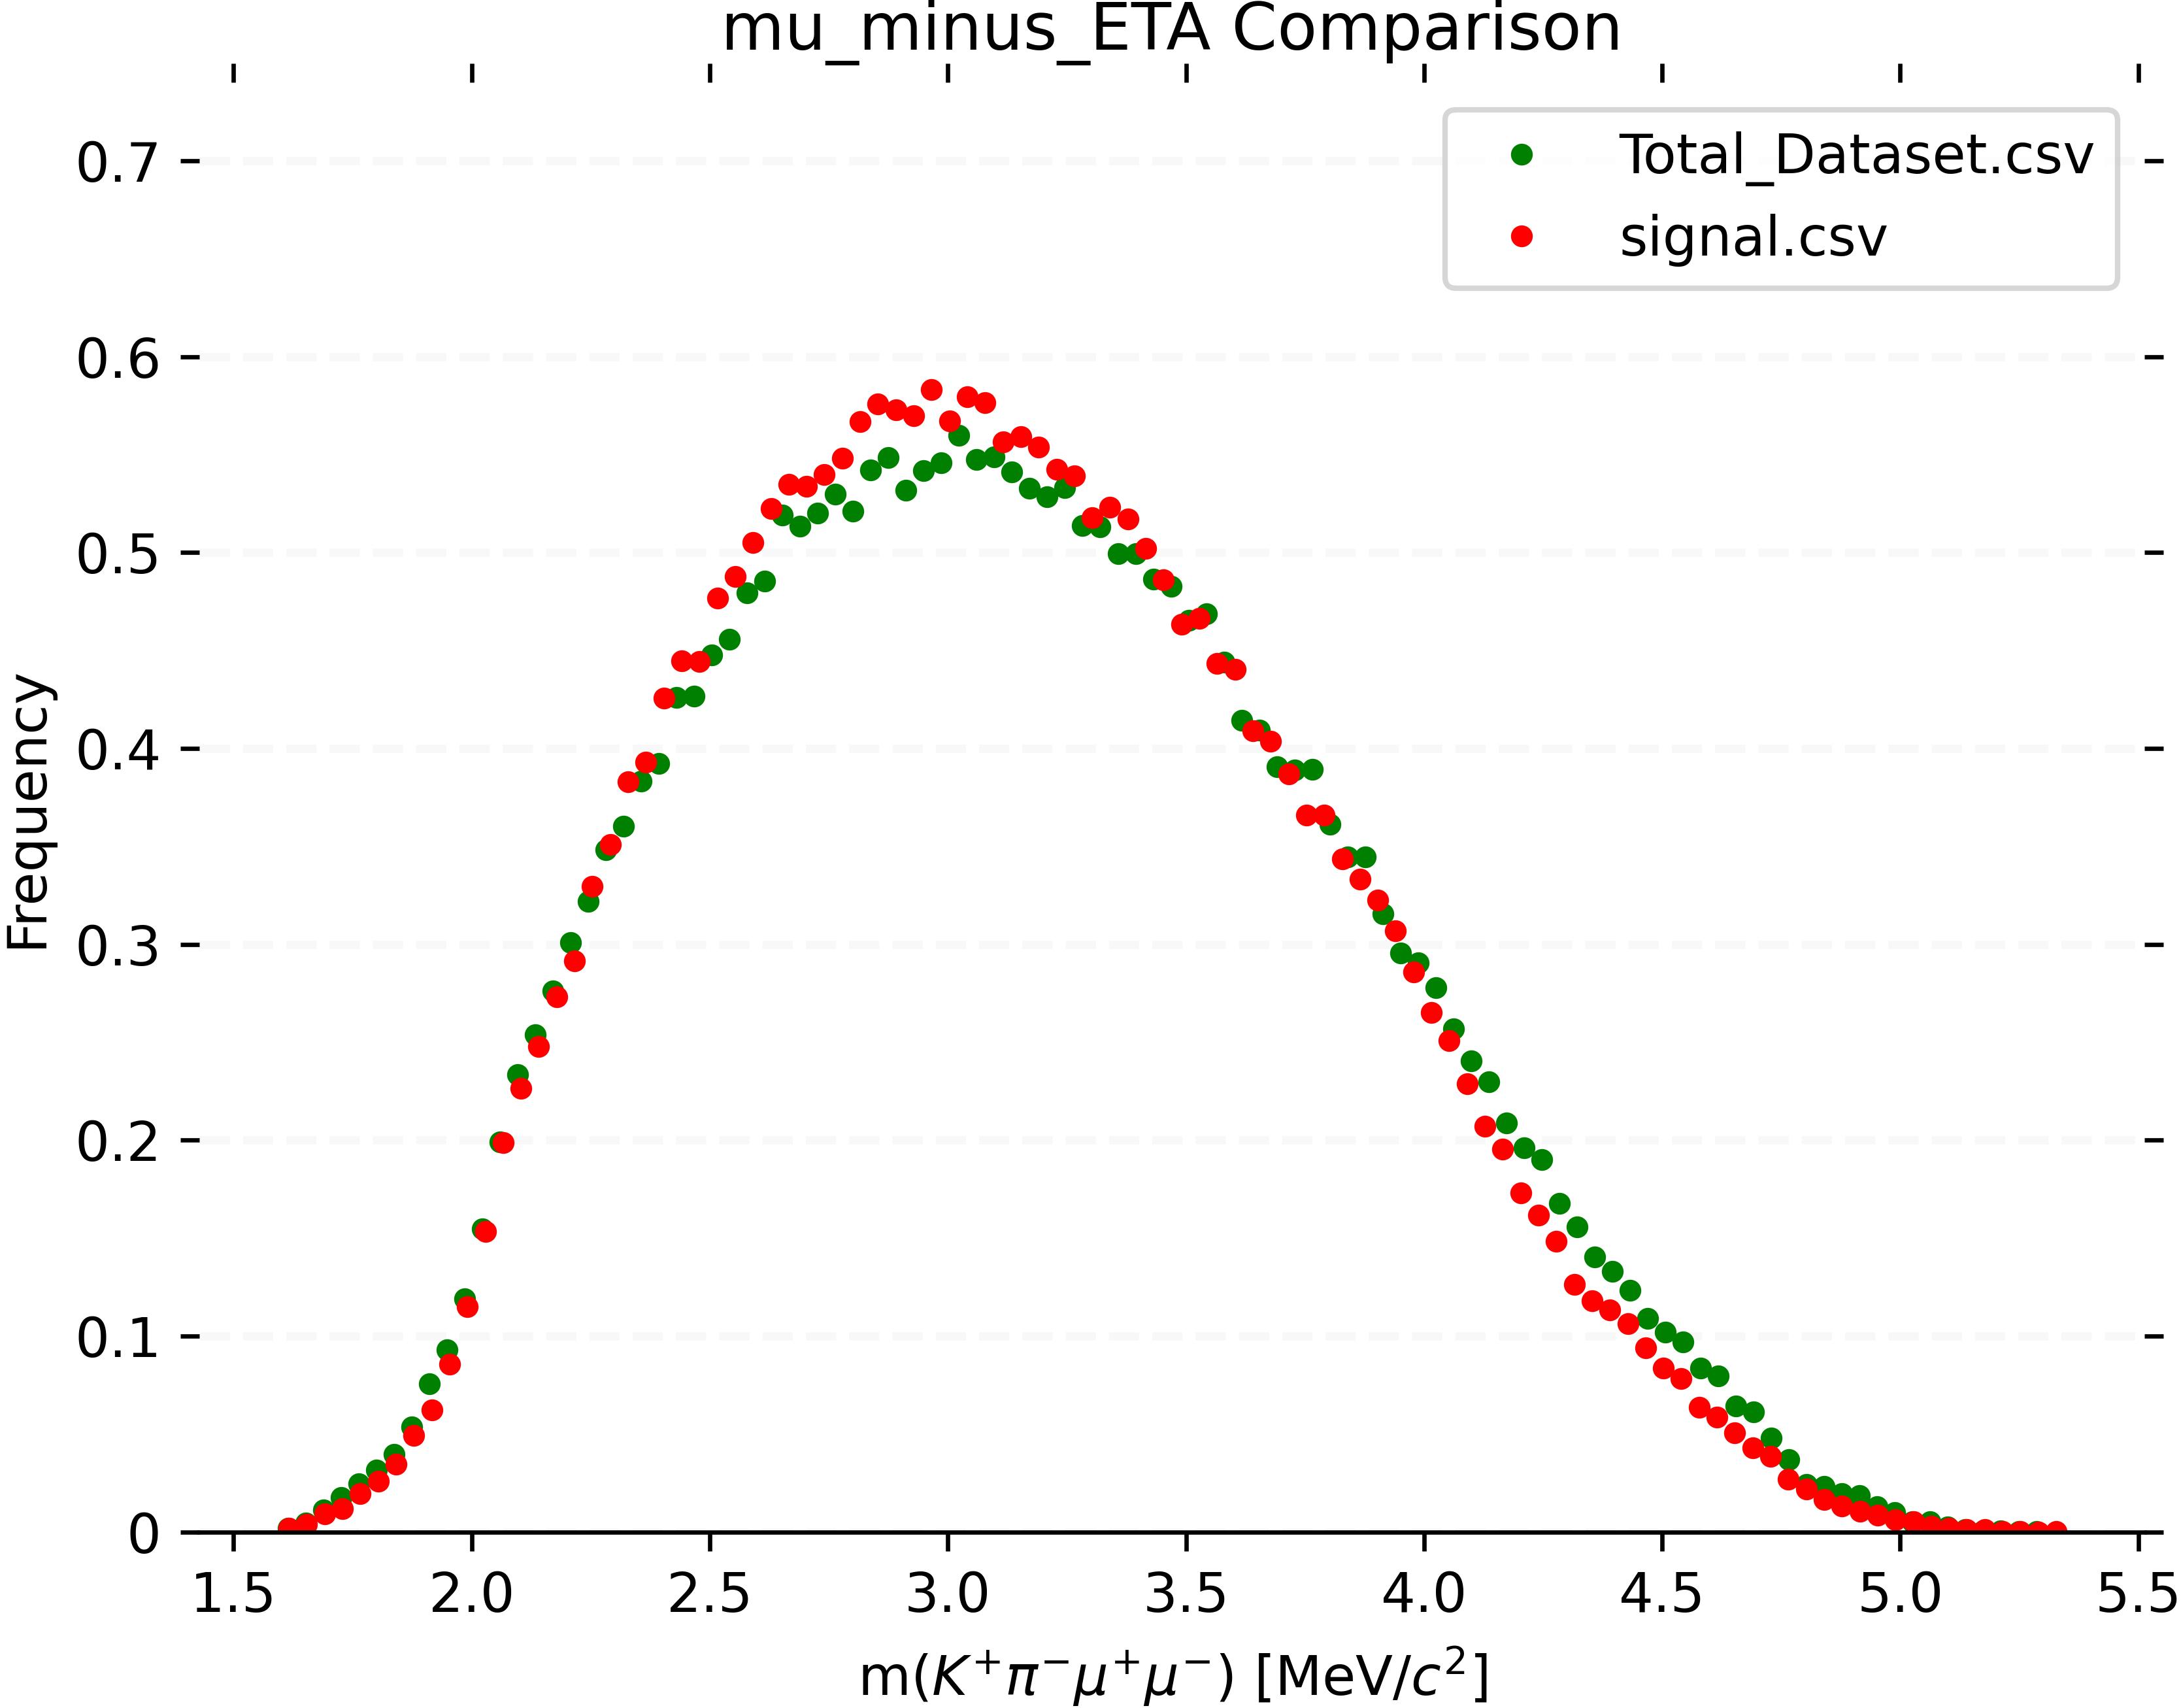 mu_minus_ETA Comparison
Total_Dataset.csv
signal.csv
0.7
0.6
0.5
0.4
0.3
0.2
0.1
0
Frequency
1.5 2.0 2.5 3.0 3.5 4.0 4.5 5.0 5.5
m(K⁺π⁻μ⁺μ⁻) [MeV/c²]